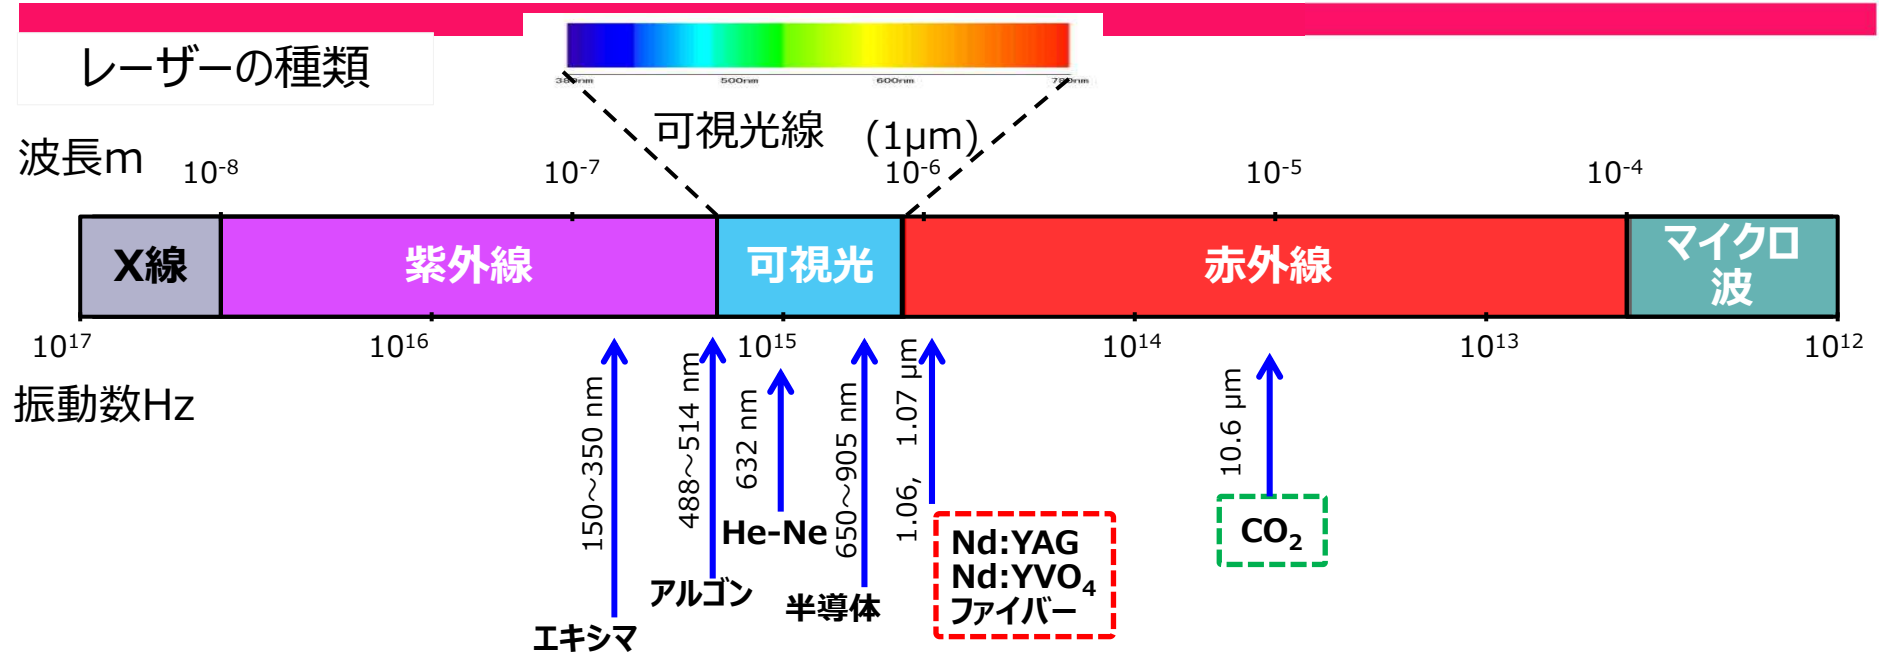 レーザーの種類
380nm 500nm 600nm 780nm
可視光線 (1μm)
波長m
10⁻⁸ 10⁻⁷ 10⁻⁶ 10⁻⁵ 10⁻⁴
X線 紫外線 可視光 赤外線 マイクロ
波
10¹⁷ 10¹⁶ 10¹⁵ 10¹⁴ 10¹³ 10¹²
振動数Hz
150～350 nm
エキシマ
488～514 nm
アルゴン
632 nm
He-Ne
650～905 nm
半導体
1.06, 1.07 μm
Nd:YAG
Nd:YVO₄
ファイバー
10.6 μm
CO₂